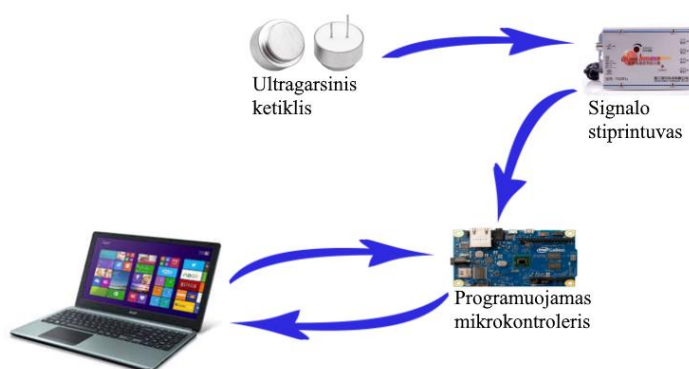 Ultragarsinis
ketiklis
Signalo
stiprintuvas
Programuojamas
mikrokontroleris